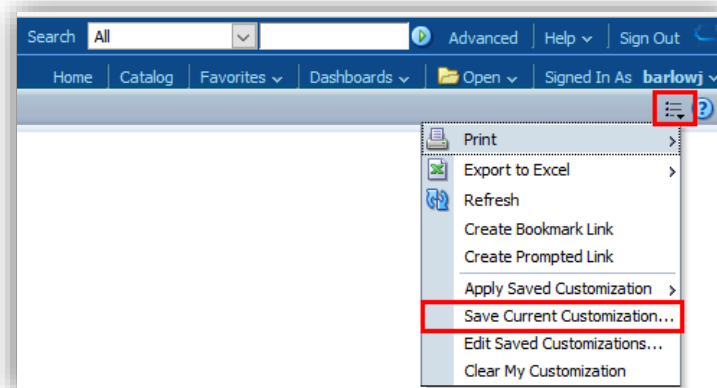 Search All Advanced Help Sign Out
Home Catalog Favorites Dashboards Open Signed In As barlowj
?
Print
Export to Excel
Refresh
Create Bookmark Link
Create Prompted Link
Apply Saved Customization
Save Current Customization...
Edit Saved Customizations...
Clear My Customization